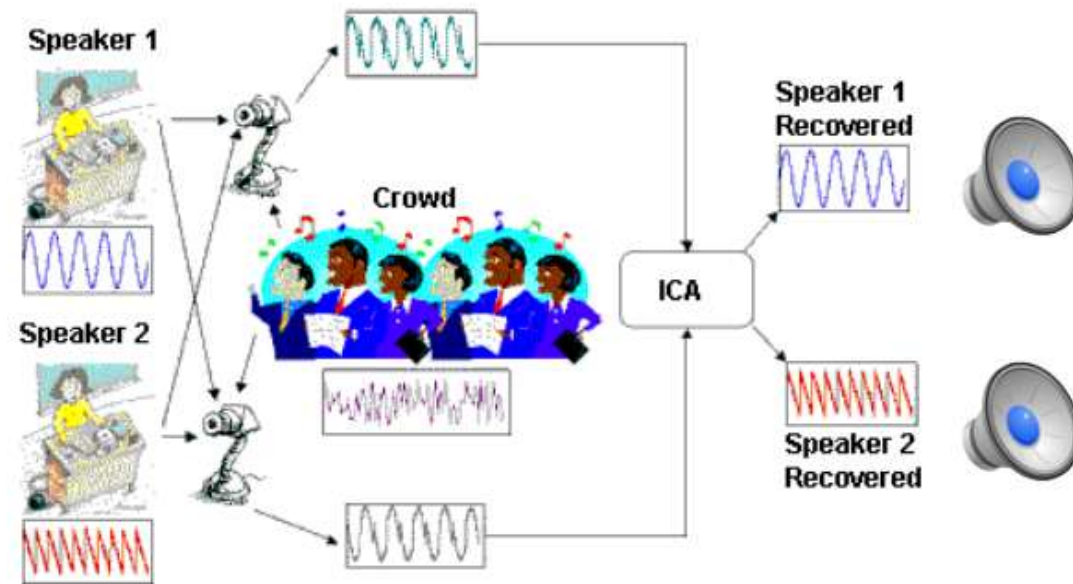 Speaker 1
Crowd
Speaker 2
ICA
Speaker 1
Recovered
Speaker 2
Recovered